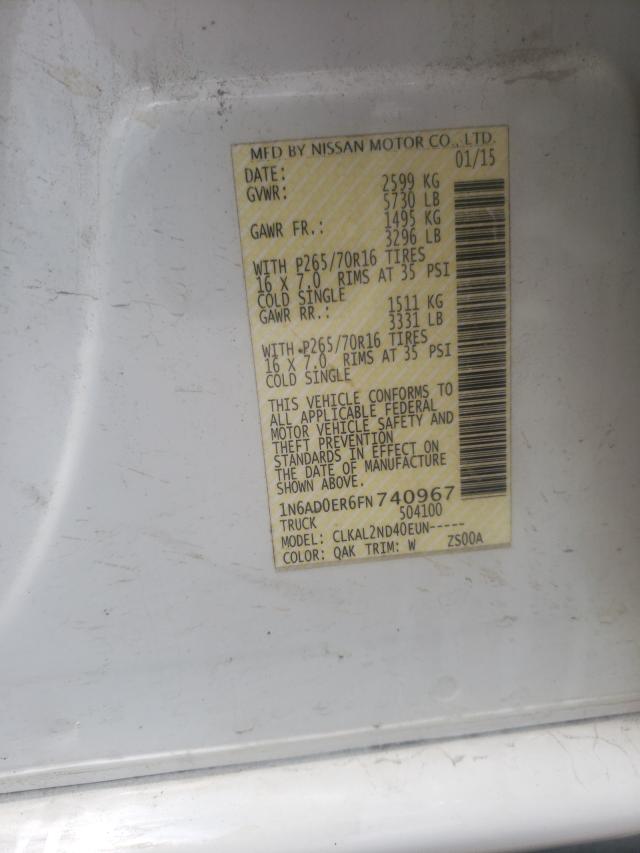 MFD BY NISSAN MOTOR CO., LTD.
DATE: 01/15
GVWR: 2599 KG
5730 LB
GAWR FR.: 1495 KG
3296 LB
WITH P265/70R16 TIRES
16 X 7.0 RIMS AT 35 PSI
COLD SINGLE
GAWR RR.: 1511 KG
3331 LB
WITH P265/70R16 TIRES
16 X 7.0 RIMS AT 35 PSI
COLD SINGLE
THIS VEHICLE CONFORMS TO
ALL APPLICABLE FEDERAL
MOTOR VEHICLE SAFETY AND
THEFT PREVENTION
STANDARDS IN EFFECT ON
THE DATE OF MANUFACTURE
SHOWN ABOVE.
1N6AD0ER6FN740967
TRUCK 504100
MODEL: CLKAL2ND40EUN-----
COLOR: QAK TRIM: W ZS00A